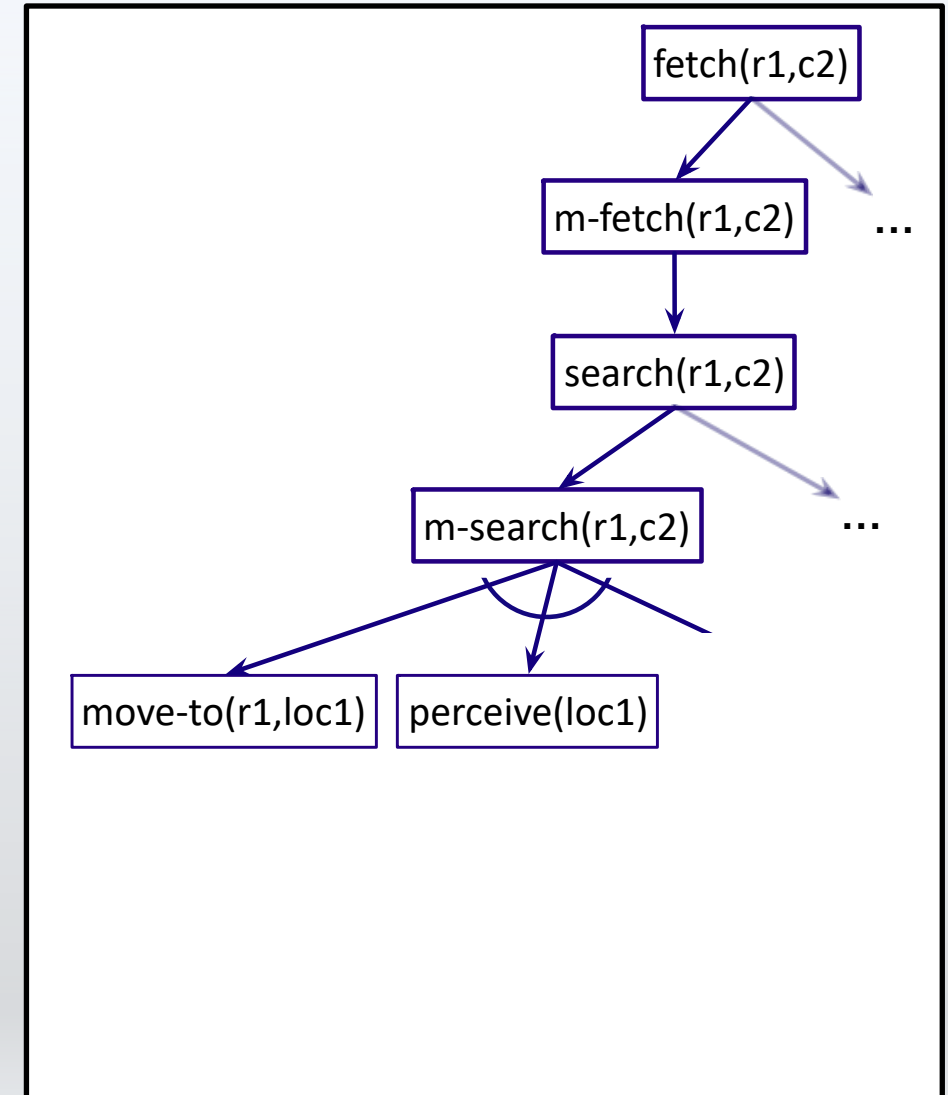 fetch(r1,c2)
m-fetch(r1,c2)
...
search(r1,c2)
m-search(r1,c2)
...
move-to(r1,loc1)
perceive(loc1)